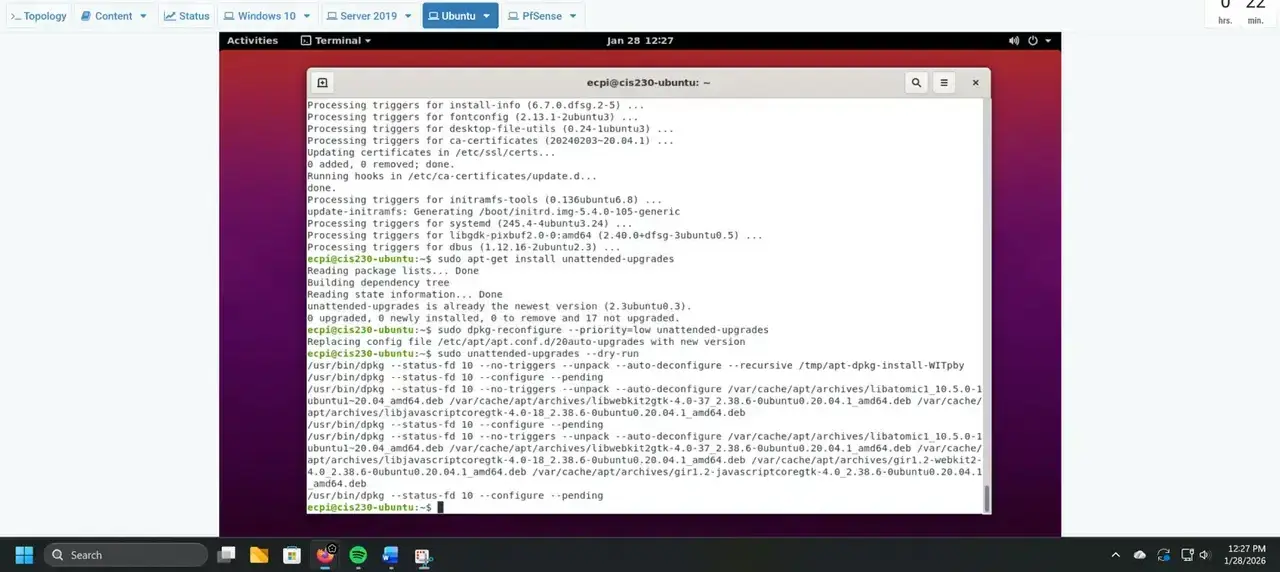 Topology Content Status Windows 10 Server 2019 Ubuntu PfSense
0 22
hrs. min.
Activities Terminal Jan 28 12:27
ecpi@cis230-ubuntu: ~
Processing triggers for install-info (6.7.0.dfsg.2-5) ...
Processing triggers for fontconfig (2.13.1-2ubuntu3) ...
Processing triggers for desktop-file-utils (0.24-1ubuntu3) ...
Processing triggers for ca-certificates (20240203~20.04.1) ...
Updating certificates in /etc/ssl/certs...
0 added, 0 removed; done.
Running hooks in /etc/ca-certificates/update.d...
done.
Processing triggers for initramfs-tools (0.136ubuntu6.8) ...
update-initramfs: Generating /boot/initrd.img-5.4.0-105-generic
Processing triggers for systemd (245.4-4ubuntu3.24) ...
Processing triggers for libgdk-pixbuf2.0-0:amd64 (2.40.0+dfsg-3ubuntu0.5) ...
Processing triggers for dbus (1.12.16-2ubuntu2.3) ...
ecpi@cis230-ubuntu:~$ sudo apt-get install unattended-upgrades
Reading package lists... Done
Building dependency tree
Reading state information... Done
unattended-upgrades is already the newest version (2.3ubuntu0.3).
0 upgraded, 0 newly installed, 0 to remove and 17 not upgraded.
ecpi@cis230-ubuntu:~$ sudo dpkg-reconfigure --priority=low unattended-upgrades
Replacing config file /etc/apt/apt.conf.d/20auto-upgrades with new version
ecpi@cis230-ubuntu:~$ sudo unattended-upgrades --dry-run
/usr/bin/dpkg --status-fd 10 --no-triggers --unpack --auto-deconfigure --recursive /tmp/apt-dpkg-install-WITpby
/usr/bin/dpkg --status-fd 10 --configure --pending
/usr/bin/dpkg --status-fd 10 --no-triggers --unpack --auto-deconfigure /var/cache/apt/archives/libatomic1_10.5.0-1
ubuntu1~20.04_amd64.deb /var/cache/apt/archives/libwebkit2gtk-4.0-37_2.38.6-0ubuntu0.20.04.1_amd64.deb /var/cache/
apt/archives/libjavascriptcoregtk-4.0-18_2.38.6-0ubuntu0.20.04.1_amd64.deb
/usr/bin/dpkg --status-fd 10 --configure --pending
/usr/bin/dpkg --status-fd 10 --no-triggers --unpack --auto-deconfigure /var/cache/apt/archives/libatomic1_10.5.0-1
ubuntu1~20.04_amd64.deb /var/cache/apt/archives/libwebkit2gtk-4.0-37_2.38.6-0ubuntu0.20.04.1_amd64.deb /var/cache/
apt/archives/libjavascriptcoregtk-4.0-18_2.38.6-0ubuntu0.20.04.1_amd64.deb /var/cache/apt/archives/gir1.2-webkit2-
4.0_2.38.6-0ubuntu0.20.04.1_amd64.deb /var/cache/apt/archives/gir1.2-javascriptcoregtk-4.0_2.38.6-0ubuntu0.20.04.1
_amd64.deb
/usr/bin/dpkg --status-fd 10 --configure --pending
ecpi@cis230-ubuntu:~$
Search
12:27 PM
1/28/2026